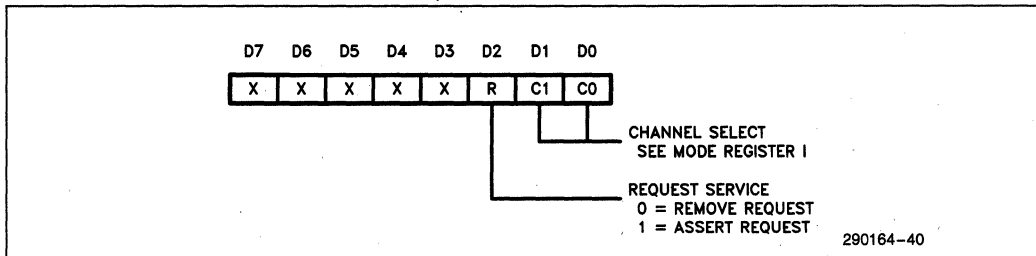 D7 D6 D5 D4 D3 D2 D1 D0
X X X X X R C1 C0
CHANNEL SELECT
SEE MODE REGISTER I
REQUEST SERVICE
0 = REMOVE REQUEST
1 = ASSERT REQUEST
290164-40